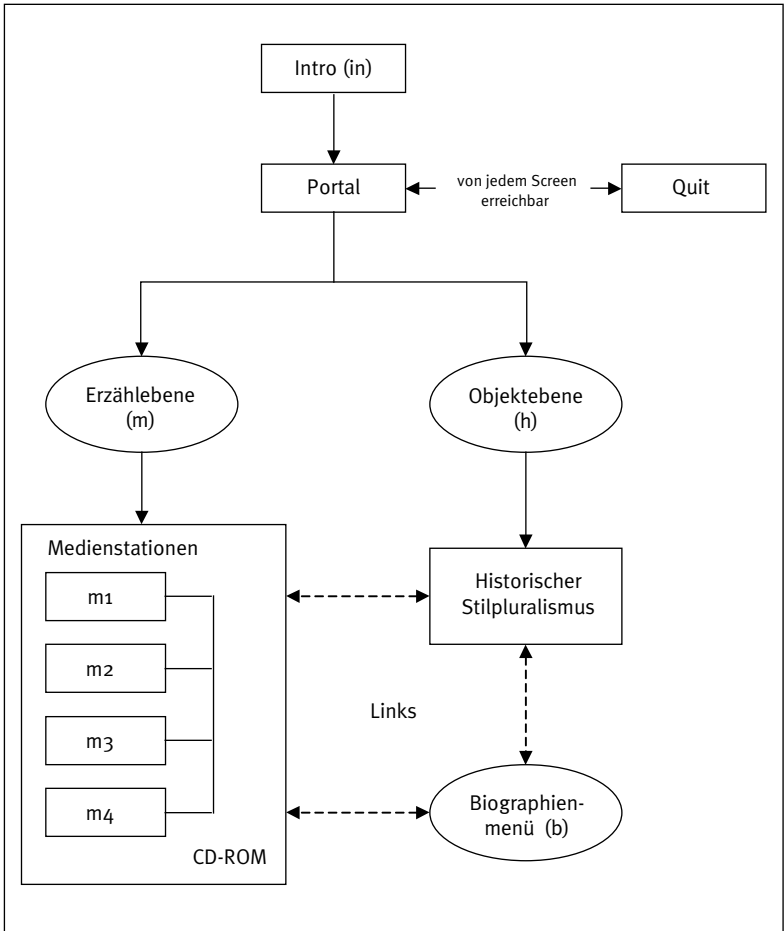 Intro (in)
Portal
von jedem Screen
erreichbar
Quit
Erzählebene
(m)
Objektebene
(h)
Medienstationen
m1
m2
m3
m4
CD-ROM
Historischer
Stilpluralismus
Links
Biographien-
menü (b)